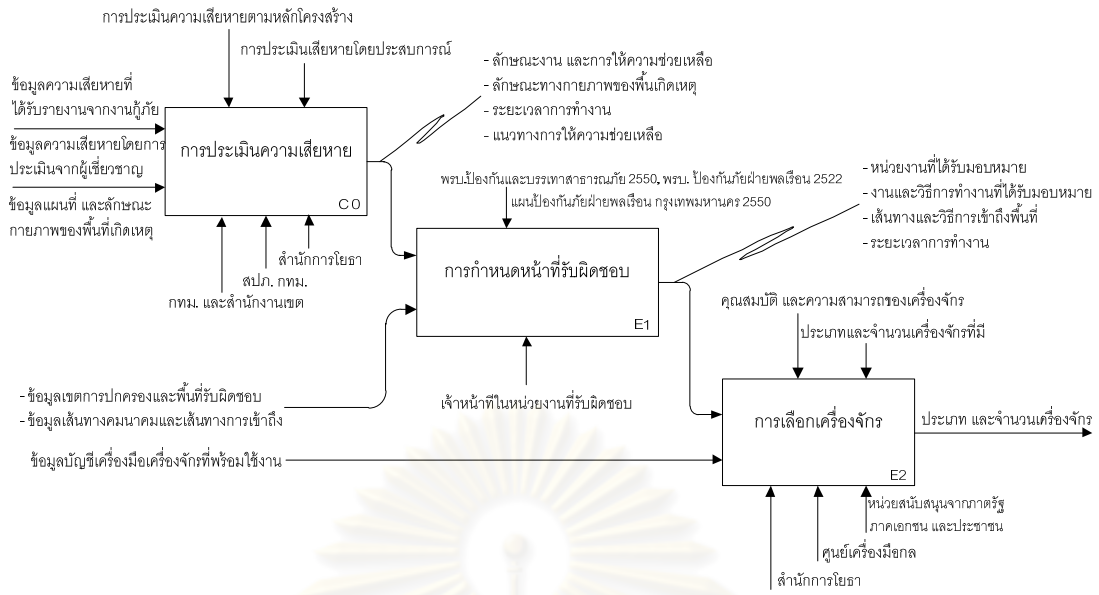 การประเมินความเสียหายตามหลักโครงสร้าง
การประเมินเสียหายโดยประสบการณ์
ข้อมูลความเสียหายที่
ได้รับรายงานจากงานกู้ภัย
ข้อมูลความเสียหายโดยการ
ประเมินจากผู้เชี่ยวชาญ
ข้อมูลแผนที่ และลักษณะ
กายภาพของพื้นที่เกิดเหตุ
การประเมินความเสียหาย
C0
สำนักการโยธา
สปภ. กทม.
กทม. และสำนักงานเขต
- ลักษณะงาน และการให้ความช่วยเหลือ
- ลักษณะทางกายภาพของพื้นเกิดเหตุ
- ระยะเวลาการทำงาน
- แนวทางการให้ความช่วยเหลือ
พรบ.ป้องกันและบรรเทาสาธารณภัย 2550, พรบ. ป้องกันภัยฝ่ายพลเรือน 2522
แผนป้องกันภัยฝ่ายพลเรือน กรุงเทพมหานคร 2550
การกำหนดหน้าที่รับผิดชอบ
E1
- หน่วยงานที่ได้รับมอบหมาย
- งานและวิธีการทำงานที่ได้รับมอบหมาย
- เส้นทางและวิธีการเข้าถึงพื้นที่
- ระยะเวลาการทำงาน
- ข้อมูลเขตการปกครองและพื้นที่รับผิดชอบ
- ข้อมูลเส้นทางคมนาคมและเส้นทางการเข้าถึง
เจ้าหน้าที่ในหน่วยงานที่รับผิดชอบ
ข้อมูลบัญชีเครื่องมือเครื่องจักรที่พร้อมใช้งาน
คุณสมบัติ และความสามารถของเครื่องจักร
ประเภทและจำนวนเครื่องจักรที่มี
การเลือกเครื่องจักร
E2
ประเภท และจำนวนเครื่องจักร
หน่วยสนับสนุนจากภาตรัฐ
ภาคเอกชน และประชาชน
ศูนย์เครื่องมือกล
สำนักการโยธา